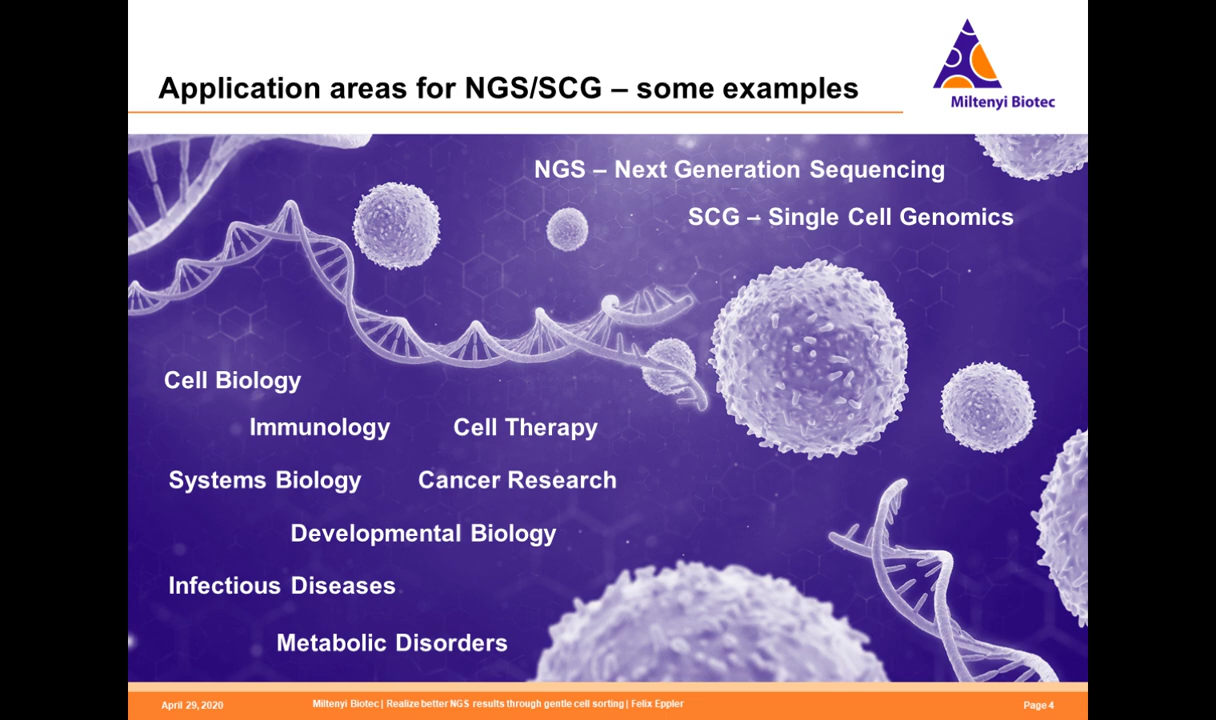 Application areas for NGS/SCG – some examples
Miltenyi Biotec
NGS – Next Generation Sequencing
SCG – Single Cell Genomics
Cell Biology
Immunology Cell Therapy
Systems Biology Cancer Research
Developmental Biology
Infectious Diseases
Metabolic Disorders
April 29, 2020 Miltenyi Biotec | Realize better NGS results through gentle cell sorting | Felix Eppler Page 4